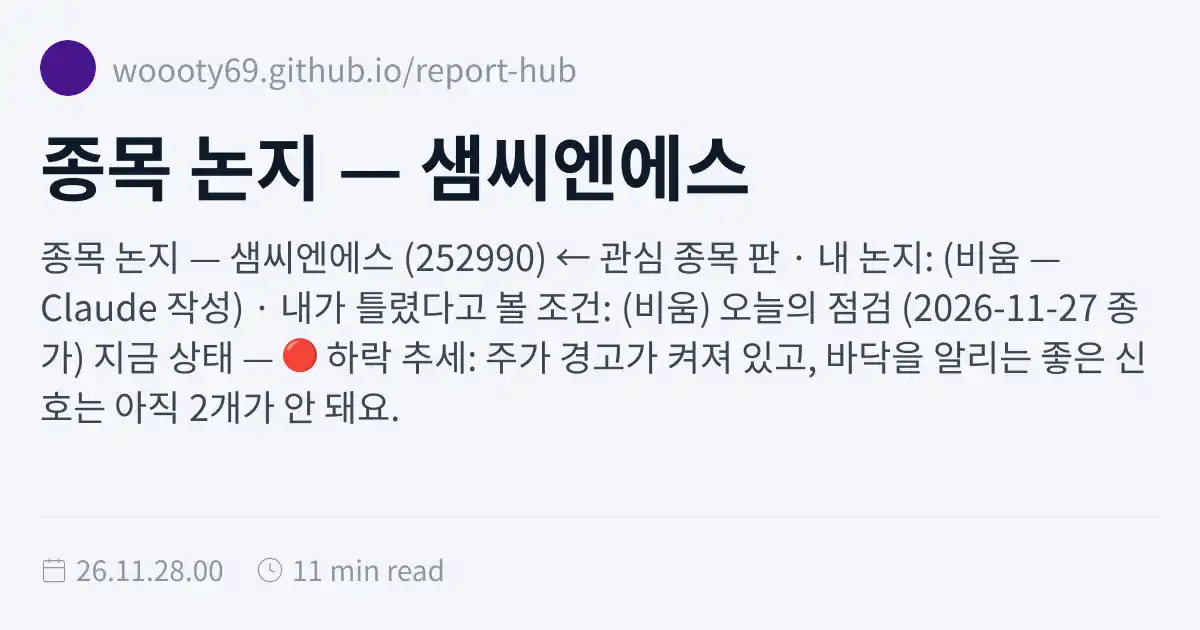 woooty69.github.io/report-hub
종목 논지 — 샘씨엔에스
종목 논지 — 샘씨엔에스 (252990) ← 관심 종목 판 · 내 논지: (비움 —
Claude 작성) · 내가 틀렸다고 볼 조건: (비움) 오늘의 점검 (2026-11-27 종
가) 지금 상태 — 🔴 하락 추세: 주가 경고가 켜져 있고, 바닥을 알리는 좋은 신
호는 아직 2개가 안 돼요.
26.11.28.00
11 min read